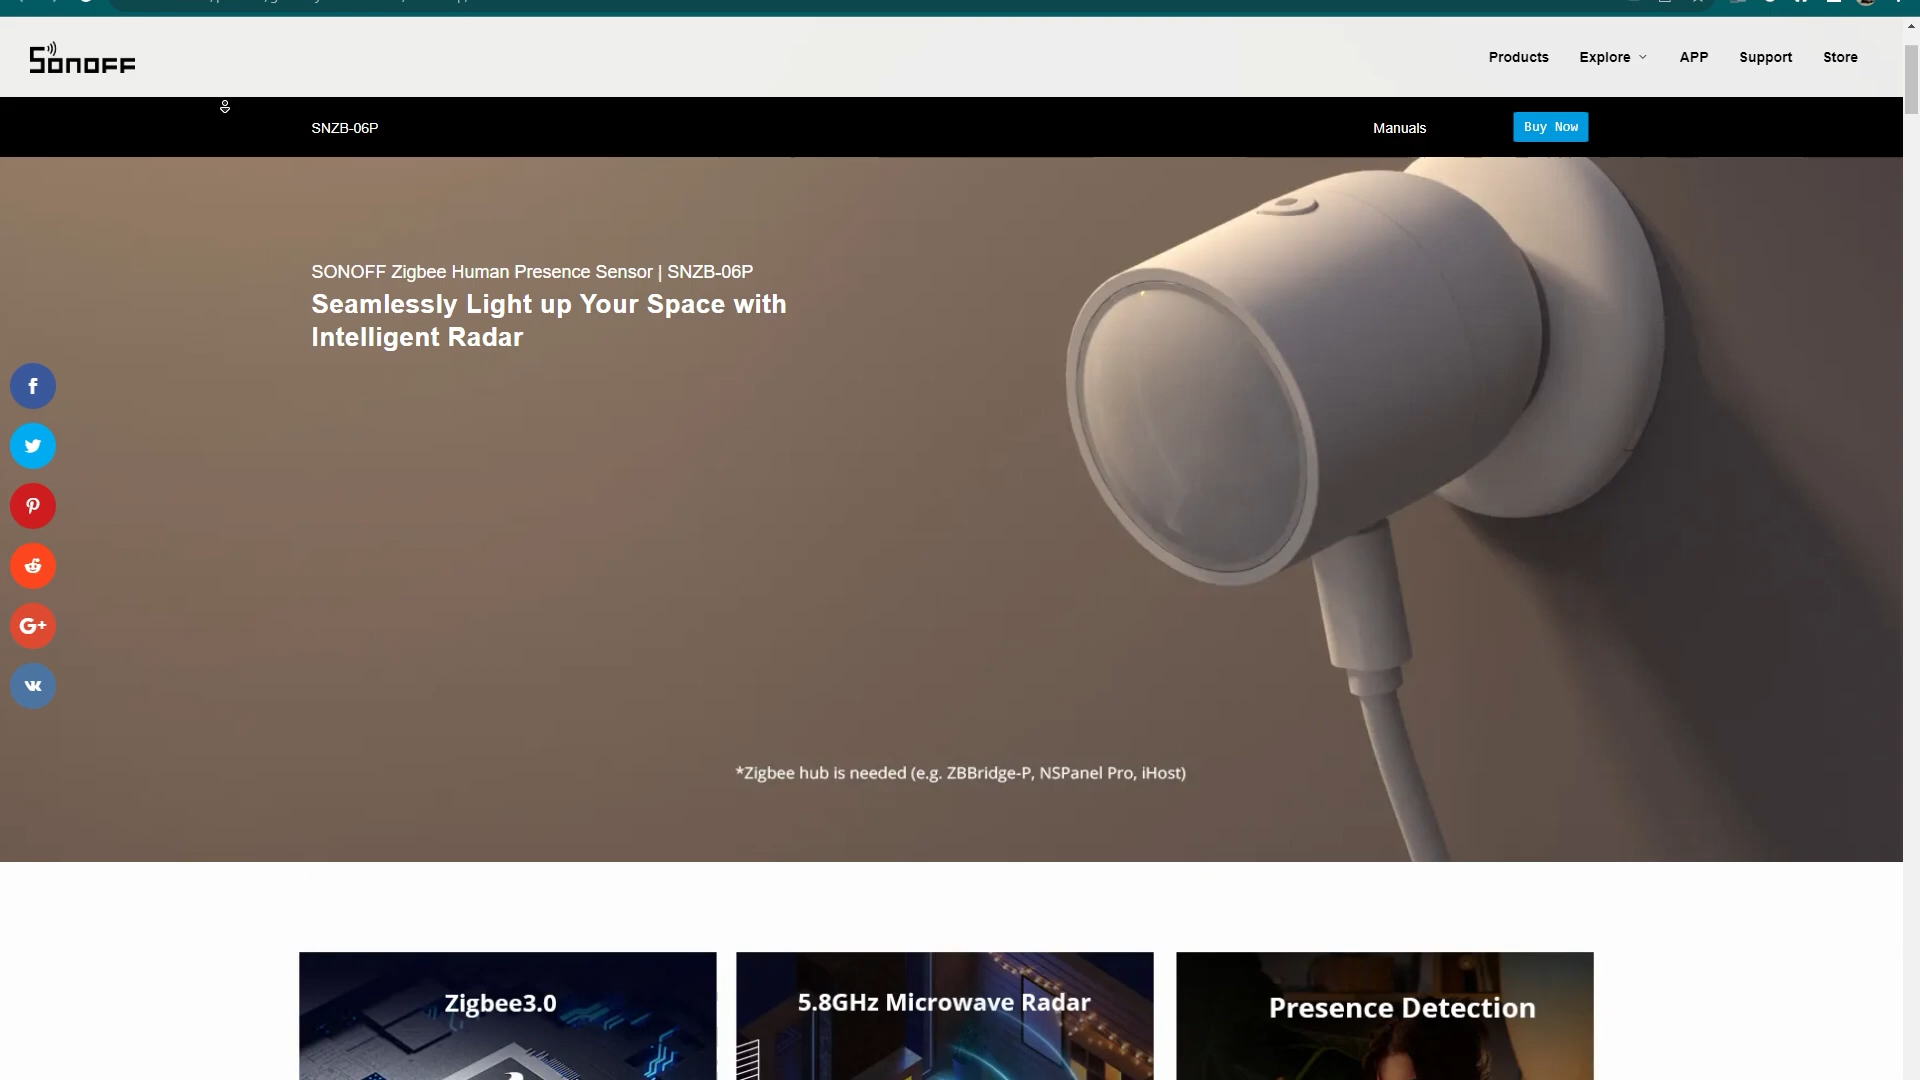 SONOFF
Products
Explore
APP
Support
Store
SNZB-06P
Manuals
Buy Now
SONOFF Zigbee Human Presence Sensor | SNZB-06P
Seamlessly Light up Your Space with
Intelligent Radar
f
G+
*Zigbee hub is needed (e.g. ZBBridge-P, NSPanel Pro, iHost)
Zigbee3.0
5.8GHz Microwave Radar
Presence Detection